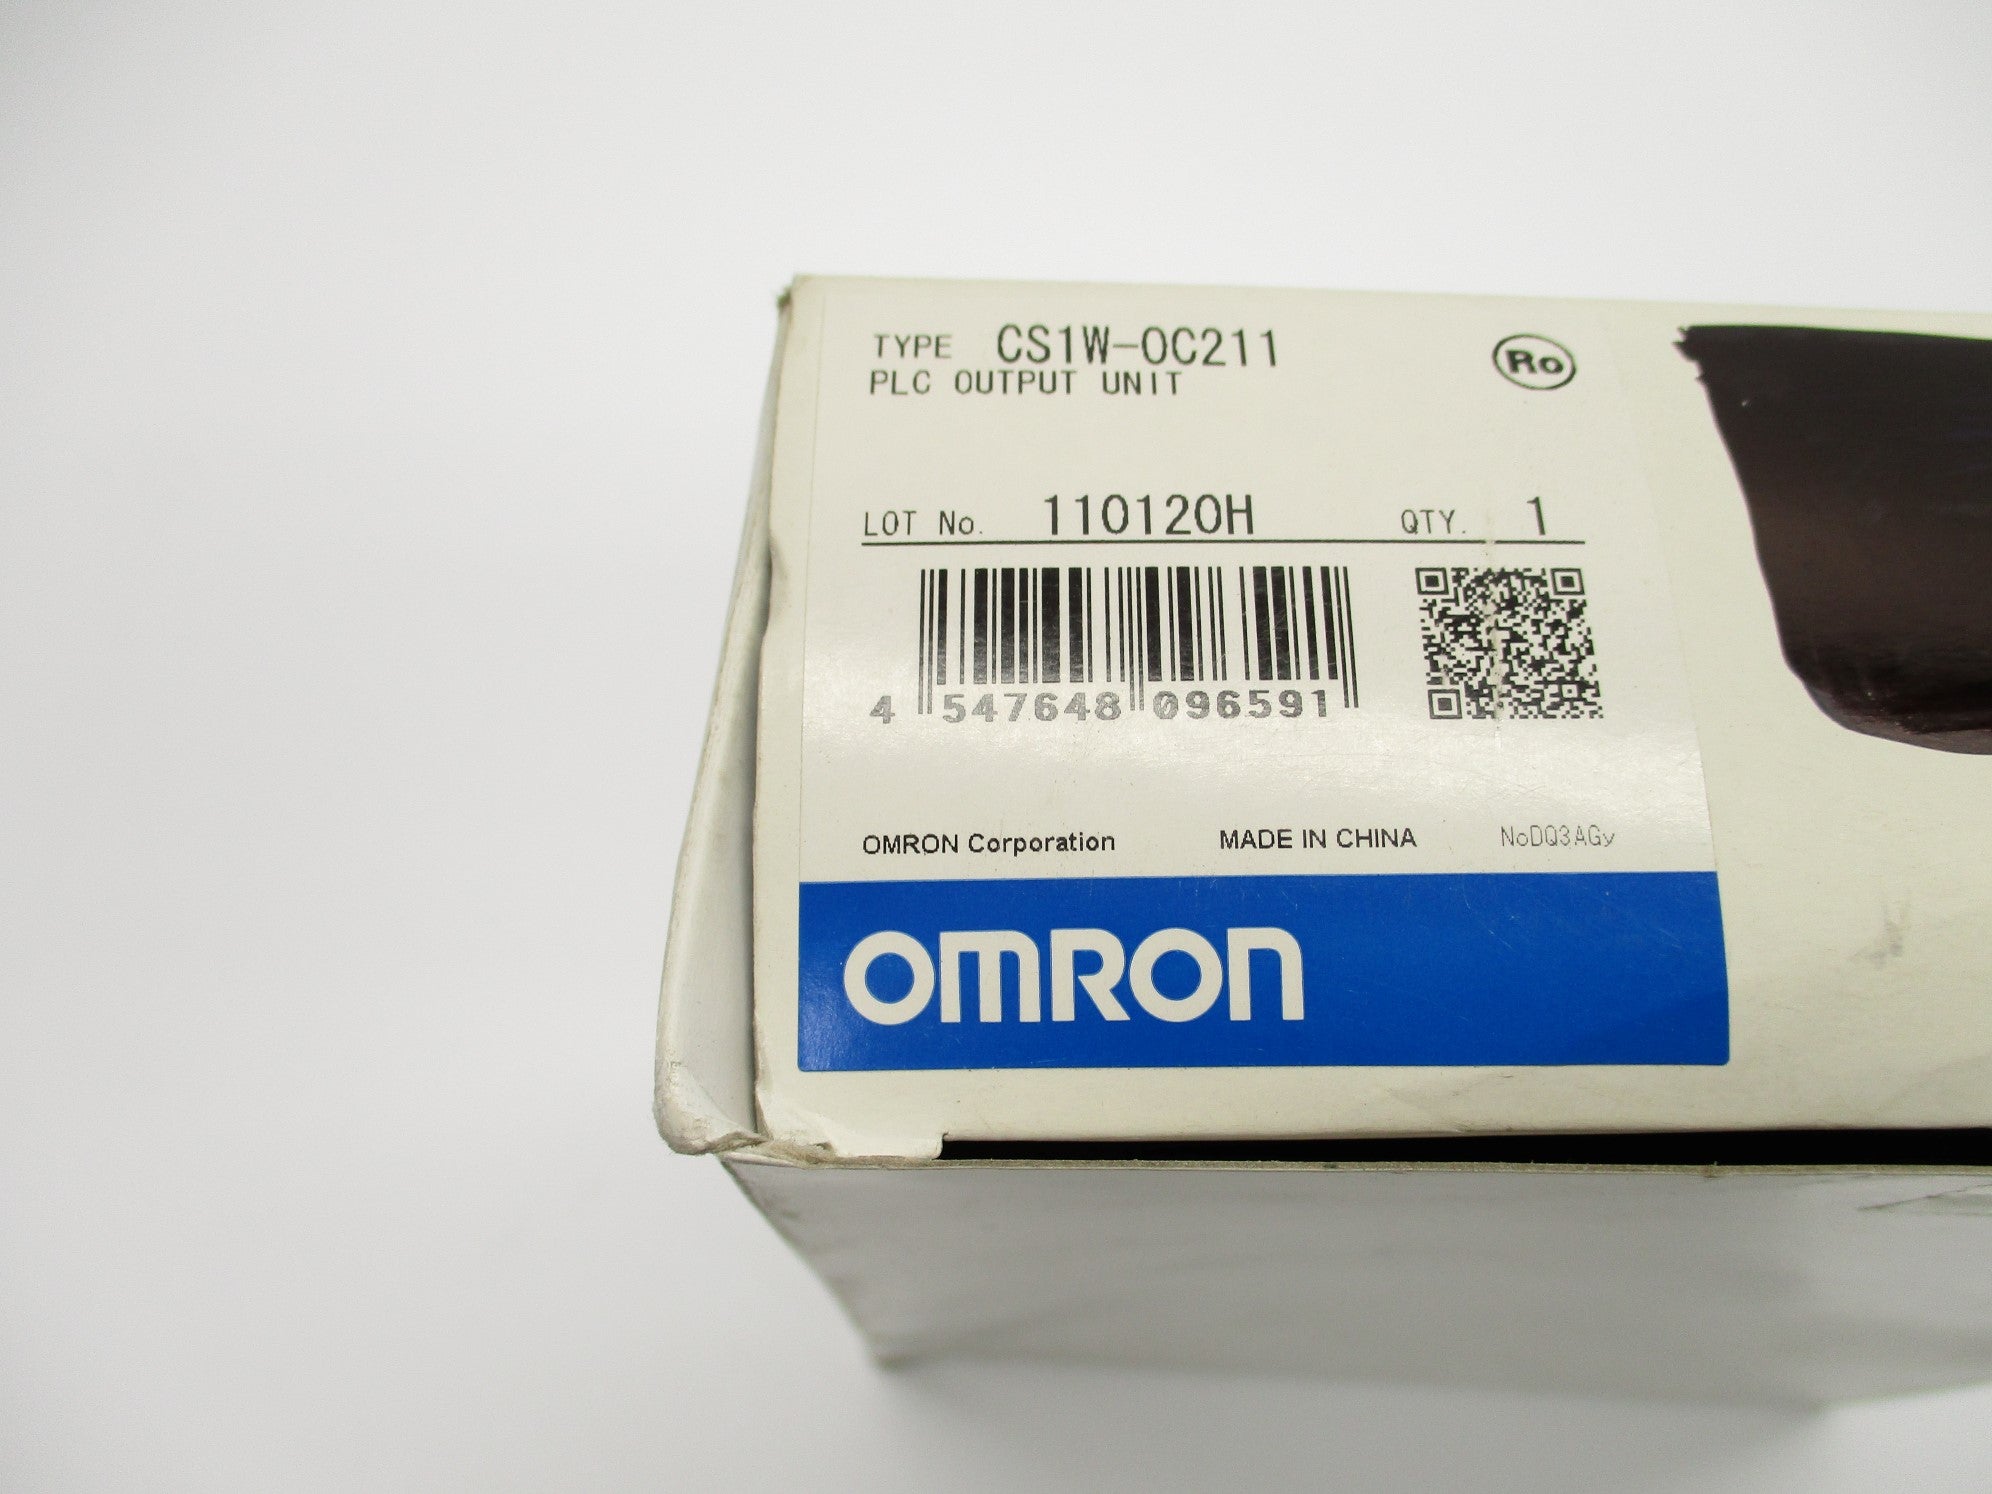 TYPE CS1W-OC211
Ro
PLC OUTPUT UNIT
LOT No. 110120H QTY. 1
4 547648 096591
OMRON Corporation MADE IN CHINA NoDQ3AGy
OMRON